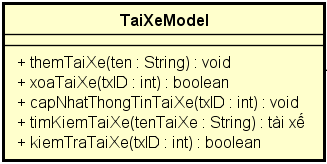 TaiXeModel
+ themTaiXe(ten : String) : void
+ xoaTaiXe(txID : int) : boolean
+ capNhatThongTinTaiXe(txID : int) : void
+ timKiemTaiXe(tenTaiXe : String) : tài xế
+ kiemTraTaiXe(txID : int) : boolean